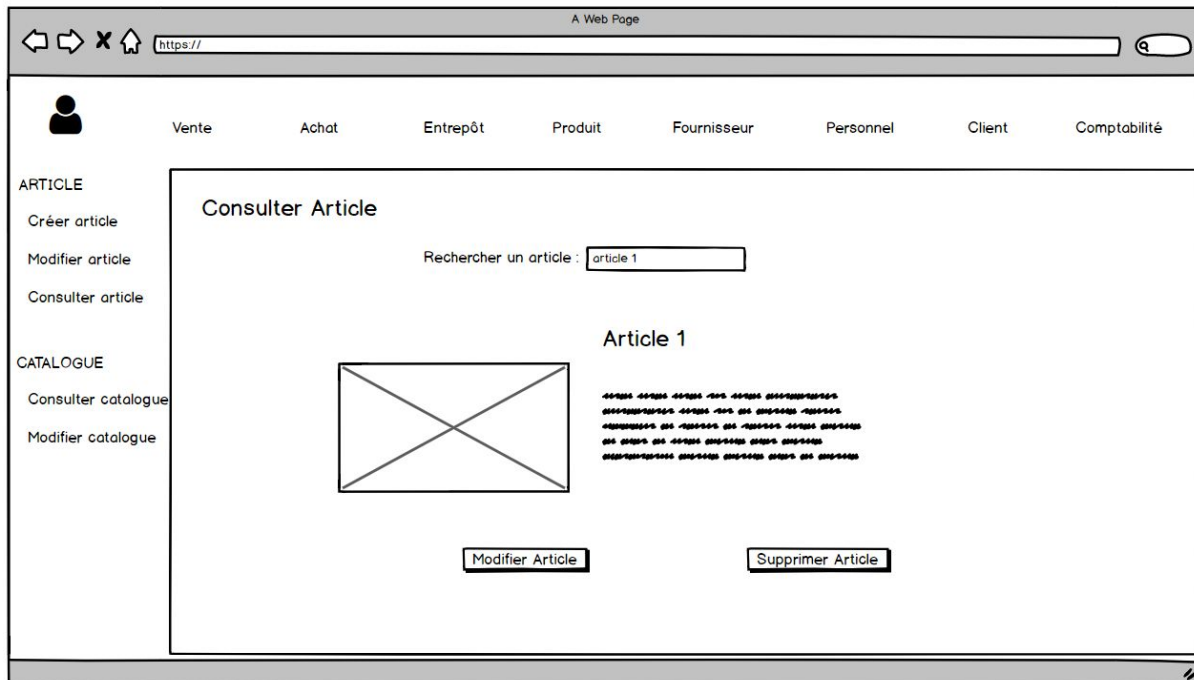 A Web Page
https://
Vente Achat Entrepôt Produit Fournisseur Personnel Client Comptabilité
ARTICLE
Créer article
Modifier article
Consulter article
CATALOGUE
Consulter catalogue
Modifier catalogue
Consulter Article
Rechercher un article : article 1
Article 1
Modifier Article Supprimer Article